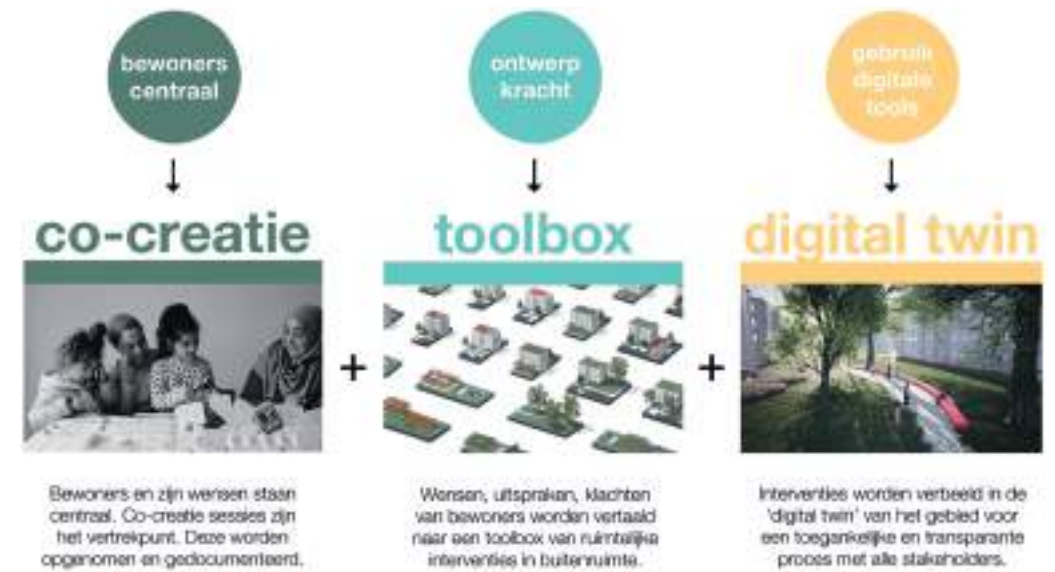 bewoners
centraal
co-creatie
Bewoners en zijn wensen staan
centraal. Co-creatie sessies zijn
het vertrekpunt. Deze worden
opgenomen en gedocumenteerd.
+
ontwerp
kracht
toolbox
Wensen, uitspraken, klachten
van bewoners worden vertaald
naar een toolbox van ruimtelijke
interventies in buitenruimte.
+
gebruik
digitale
tools
digital twin
Interventies worden verbeeld in de
'digital twin' van het gebied voor
een toegankelijke en transparante
proces met alle stakeholders.